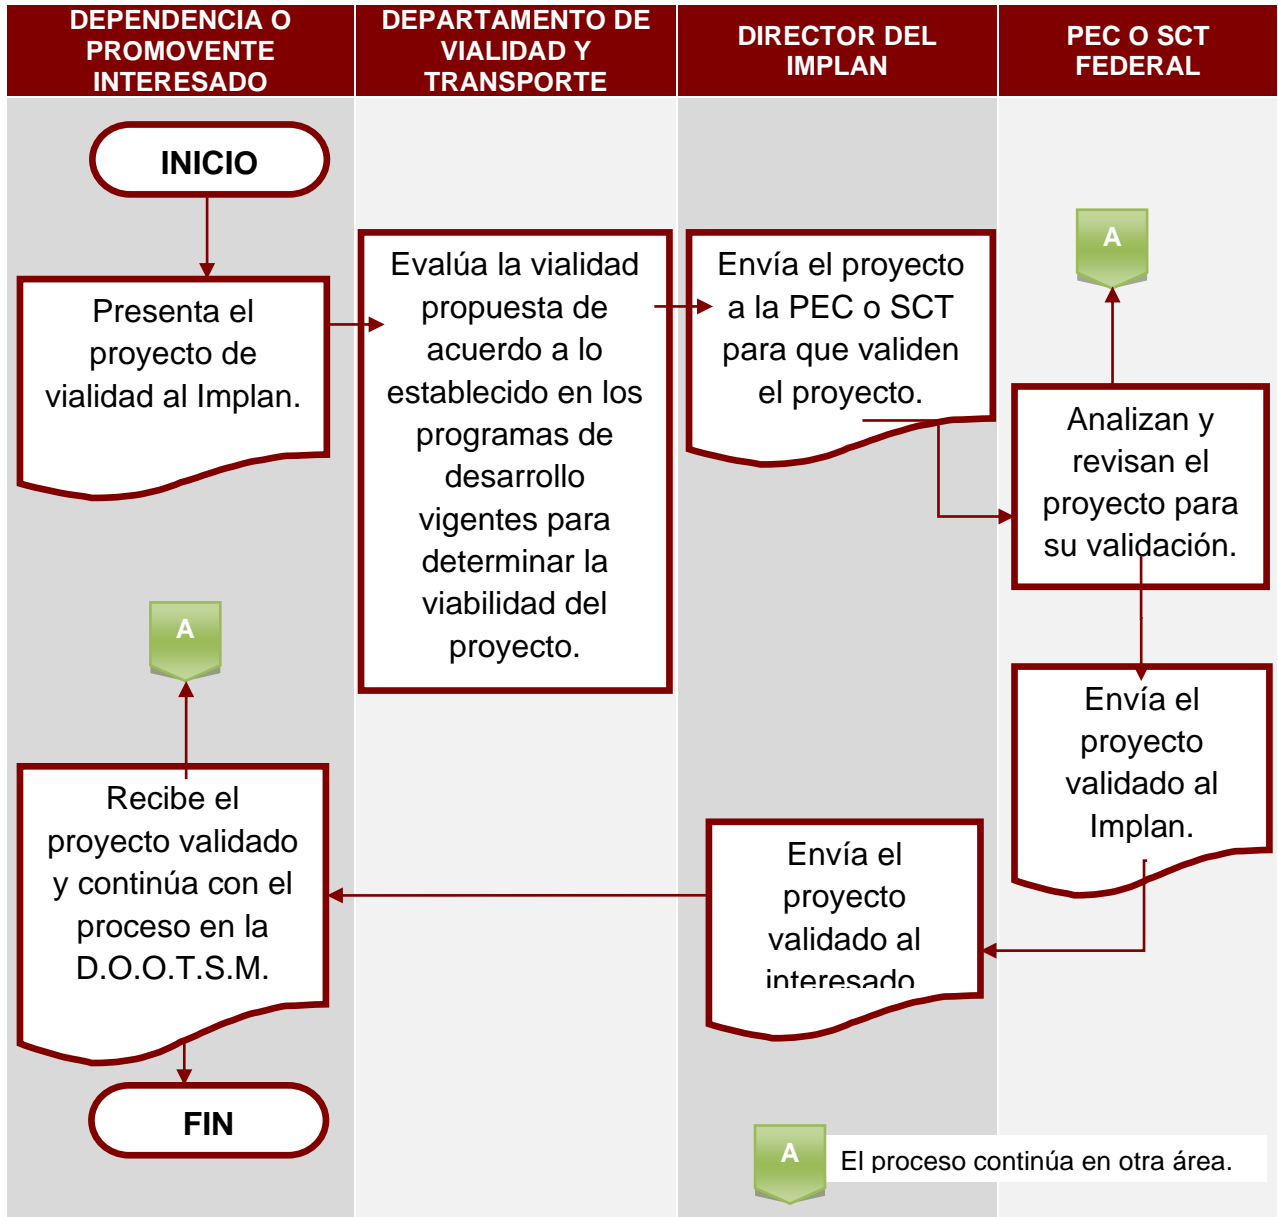 DEPENDENCIA O
PROMOVENTE
INTERESADO
DEPARTAMENTO DE
VIALIDAD Y
TRANSPORTE
DIRECTOR DEL
IMPLAN
PEC O SCT
FEDERAL
INICIO
Presenta el
proyecto de
vialidad al Implan.
Evalúa la vialidad
propuesta de
acuerdo a lo
establecido en los
programas de
desarrollo
vigentes para
determinar la
viabilidad del
proyecto.
Envía el proyecto
a la PEC o SCT
para que validen
el proyecto.
A
Analizan y
revisan el
proyecto para
su validación.
Envía el
proyecto
validado al
Implan.
Envía el
proyecto
validado al
interesado
A
Recibe el
proyecto validado
y continúa con el
proceso en la
D.O.O.T.S.M.
FIN
A
El proceso continúa en otra área.